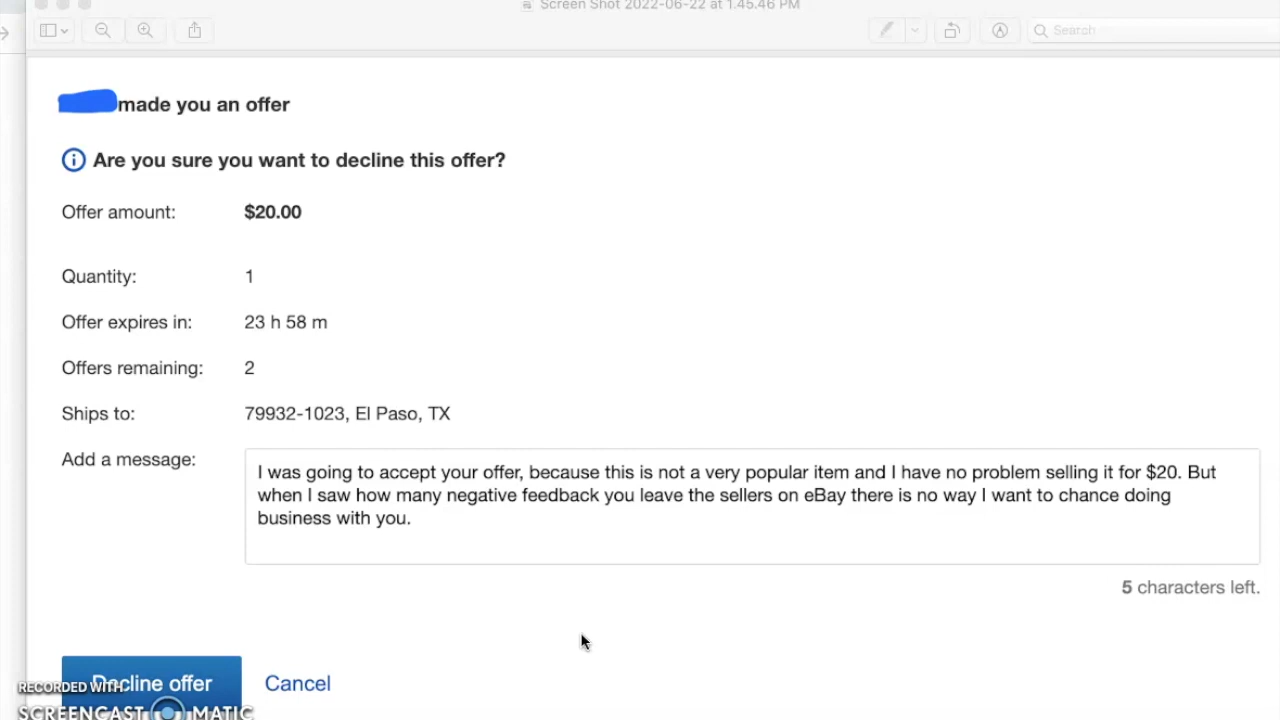 Screen Shot 2022-06-22 at 1.45.46 PM
Search
made you an offer
Are you sure you want to decline this offer?
Offer amount: $20.00
Quantity: 1
Offer expires in: 23 h 58 m
Offers remaining: 2
Ships to: 79932-1023, El Paso, TX
Add a message:
I was going to accept your offer, because this is not a very popular item and I have no problem selling it for $20. But
when I saw how many negative feedback you leave the sellers on eBay there is no way I want to chance doing
business with you.
5 characters left.
Decline offer Cancel
RECORDED WITH
SCREENCAST MATIC